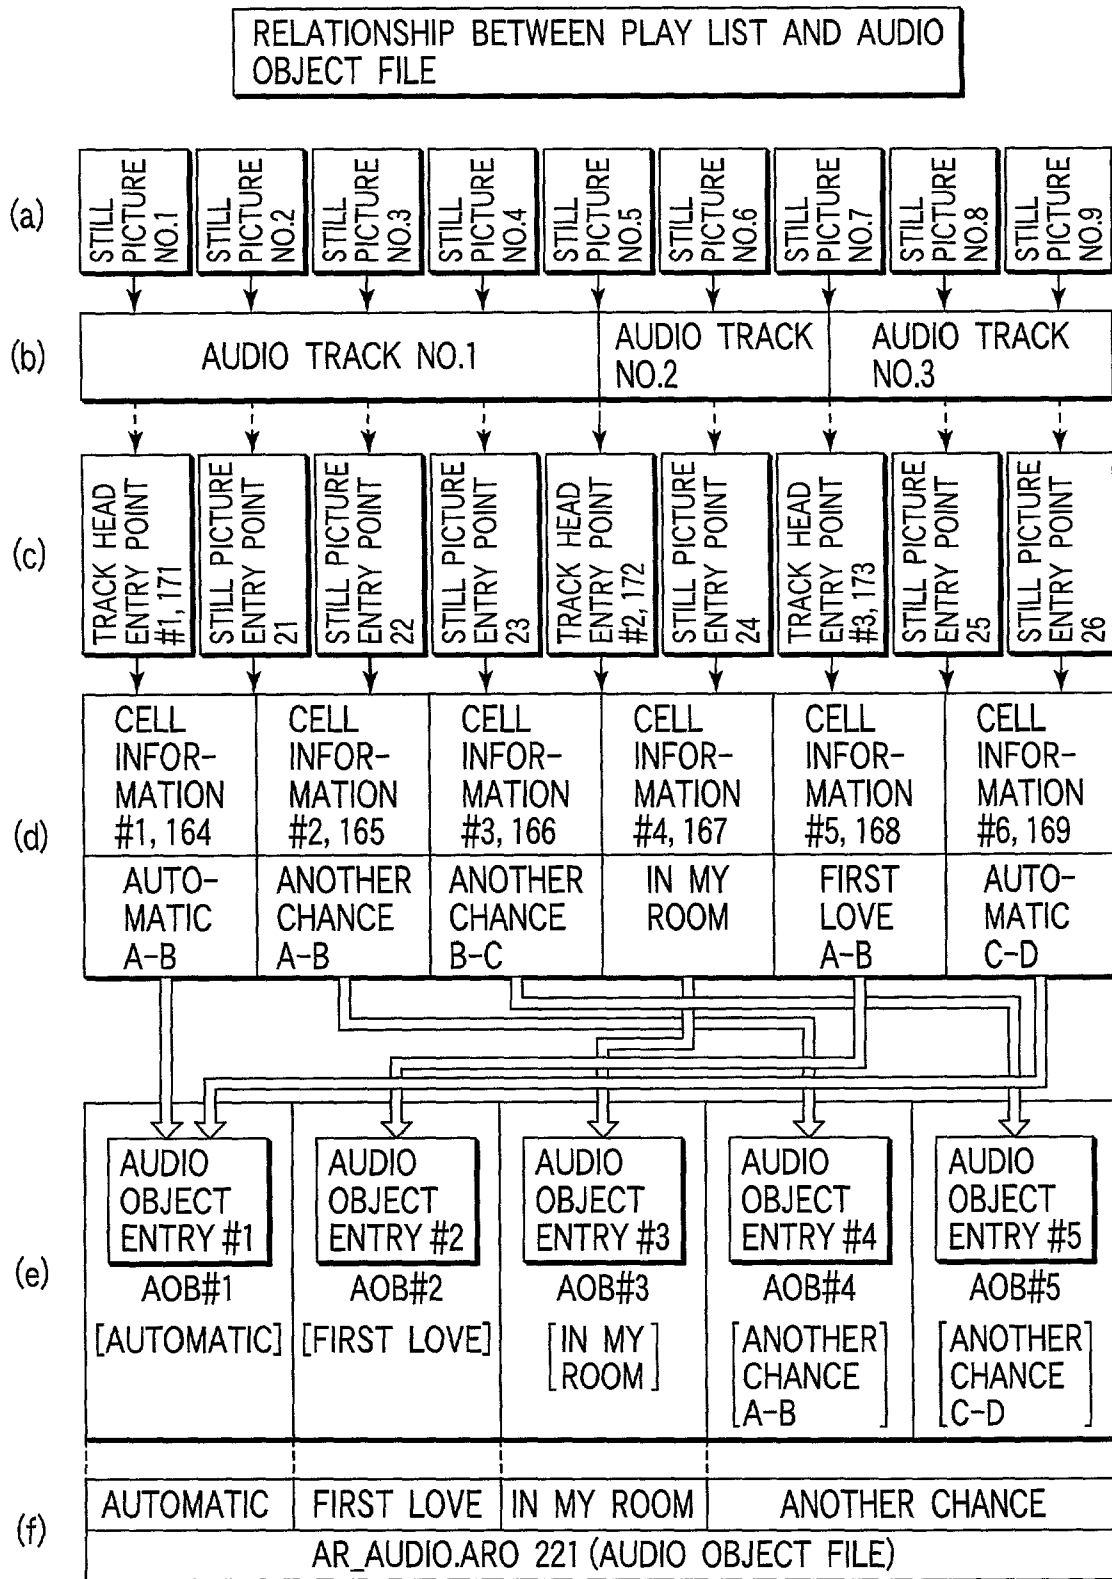 RELATIONSHIP BETWEEN PLAY LIST AND AUDIO
OBJECT FILE
(a)
STILL
PICTURE
NO.1
STILL
PICTURE
NO.2
STILL
PICTURE
NO.3
STILL
PICTURE
NO.4
STILL
PICTURE
NO.5
STILL
PICTURE
NO.6
STILL
PICTURE
NO.7
STILL
PICTURE
NO.8
STILL
PICTURE
NO.9
(b)
AUDIO TRACK NO.1
AUDIO TRACK
NO.2
AUDIO TRACK
NO.3
(c)
TRACK HEAD
ENTRY POINT
#1, 171
STILL PICTURE
ENTRY POINT
21
STILL PICTURE
ENTRY POINT
22
STILL PICTURE
ENTRY POINT
23
TRACK HEAD
ENTRY POINT
#2, 172
STILL PICTURE
ENTRY POINT
24
TRACK HEAD
ENTRY POINT
#3, 173
STILL PICTURE
ENTRY POINT
25
STILL PICTURE
ENTRY POINT
26
(d)
CELL
INFOR-
MATION
#1, 164
CELL
INFOR-
MATION
#2, 165
CELL
INFOR-
MATION
#3, 166
CELL
INFOR-
MATION
#4, 167
CELL
INFOR-
MATION
#5, 168
CELL
INFOR-
MATION
#6, 169
AUTO-
MATIC
A-B
ANOTHER
CHANCE
A-B
ANOTHER
CHANCE
B-C
IN MY
ROOM
FIRST
LOVE
A-B
AUTO-
MATIC
C-D
(e)
AUDIO
OBJECT
ENTRY #1
AOB#1
[AUTOMATIC]
AUDIO
OBJECT
ENTRY #2
AOB#2
[FIRST LOVE]
AUDIO
OBJECT
ENTRY #3
AOB#3
[IN MY
ROOM]
AUDIO
OBJECT
ENTRY #4
AOB#4
[ANOTHER
CHANCE
A-B]
AUDIO
OBJECT
ENTRY #5
AOB#5
[ANOTHER
CHANCE
C-D]
(f)
AUTOMATIC
FIRST LOVE
IN MY ROOM
ANOTHER CHANCE
AR_AUDIO.ARO 221 (AUDIO OBJECT FILE)